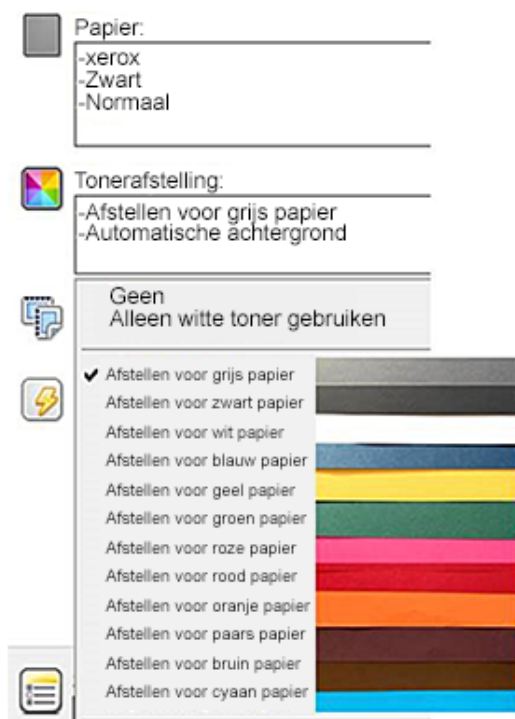 Papier:
-xerox
-Zwart
-Normaal
Tonerafstelling:
-Afstellen voor grijs papier
-Automatische achtergrond
Geen
Alleen witte toner gebruiken
Afstellen voor grijs papier
Afstellen voor zwart papier
Afstellen voor wit papier
Afstellen voor blauw papier
Afstellen voor geel papier
Afstellen voor groen papier
Afstellen voor roze papier
Afstellen voor rood papier
Afstellen voor oranje papier
Afstellen voor paars papier
Afstellen voor bruin papier
Afstellen voor cyaan papier